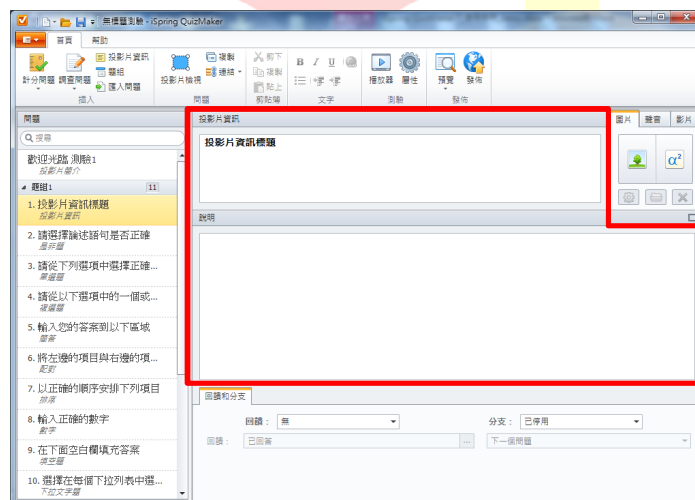 無標題測驗 - iSpring QuizMaker
首頁 幫助
計分問題 調查問題 投影片資訊 題組 匯入問題
插入
投影片檢視 複製 連結
問題
剪下 複製 貼上
剪貼簿
B I U
文字
播放器 屬性
測驗
預覽 發佈
發佈
問題
搜尋
歡迎光臨 測驗1
投影片簡介
題組1 11
1. 投影片資訊標題
投影片資訊
2. 請選擇論述語句是否正確
是非題
3. 請從下列選項中選擇正確...
單選題
4. 請從以下選項中的一個或...
複選題
5. 輸入您的答案到以下區域
簡答
6. 將左邊的項目與右邊的項...
配對
7. 以正確的順序安排下列項目
排序
8. 輸入正確的數字
數字
9. 在下面空白欄填充答案
填空題
10. 選擇在每個下拉列表中選...
下拉文字題
投影片資訊
投影片資訊標題
圖片 聲音 影片
α²
說明
回饋和分支
回饋： 無 分支： 已停用
回饋： 已回答 ... 下一個問題